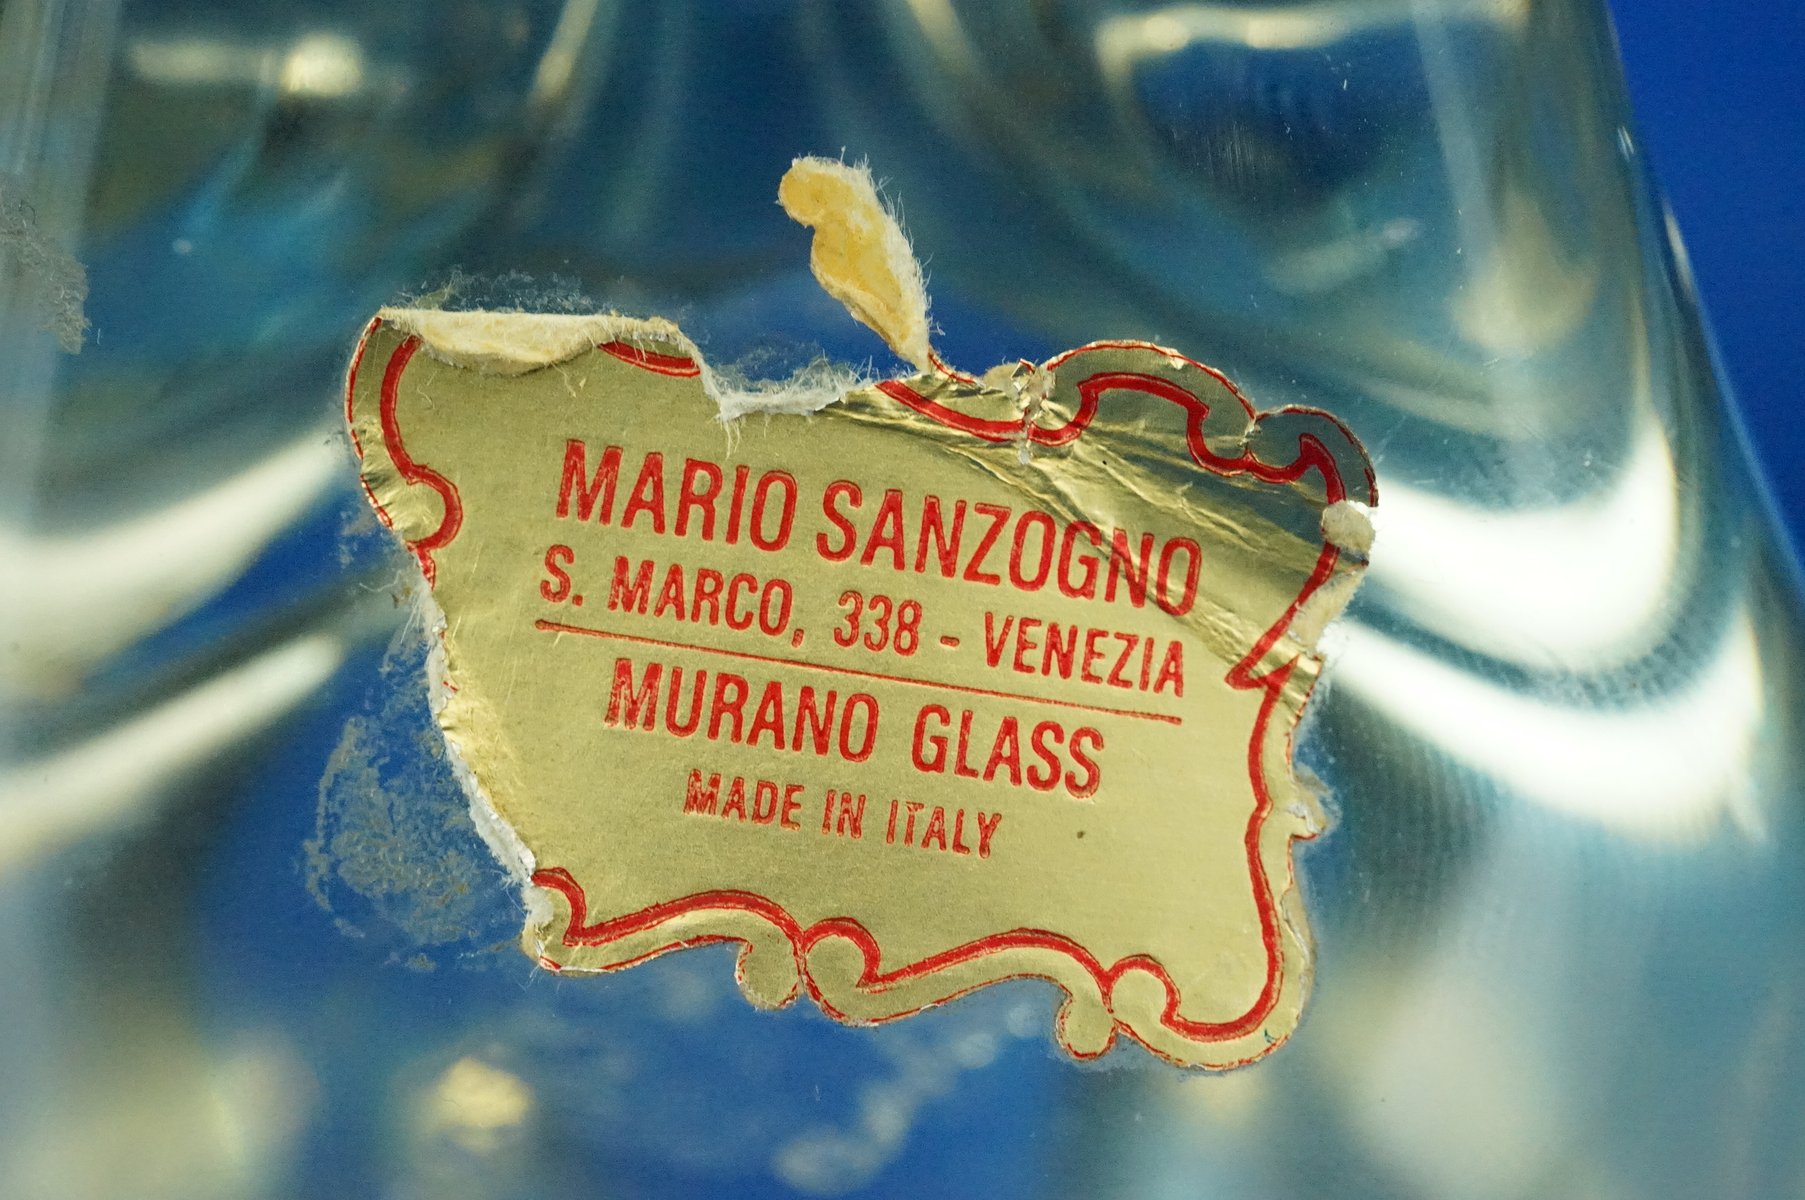 MARIO SANZOGNO
S. MARCO, 338 - VENEZIA
MURANO GLASS
MADE IN ITALY